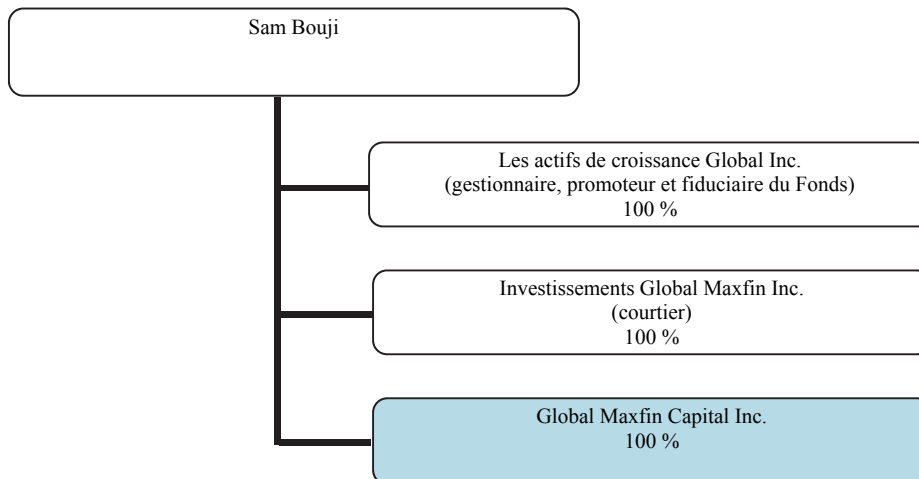 Sam Bouji
Les actifs de croissance Global Inc.
(gestionnaire, promoteur et fiduciaire du Fonds)
100 %
Investissements Global Maxfin Inc.
(courtier)
100 %
Global Maxfin Capital Inc.
100 %